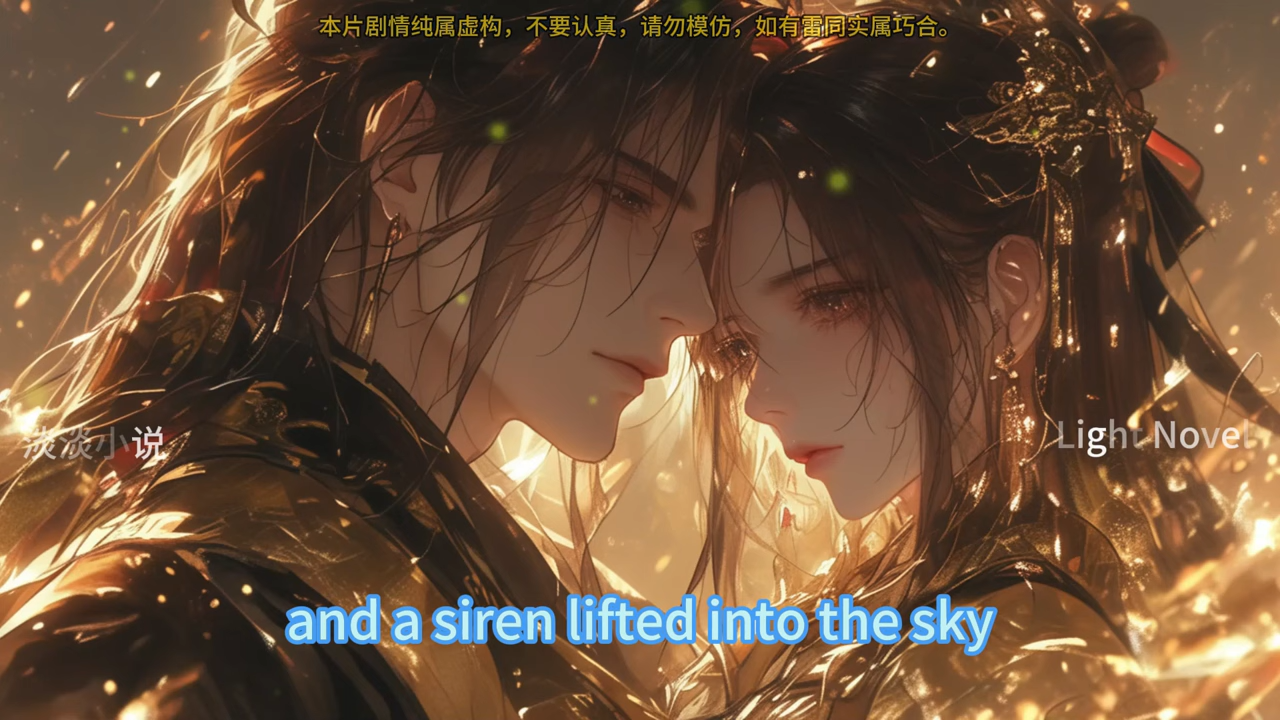 本片剧情纯属虚构，不要认真，请勿模仿，如有雷同实属巧合。
淡淡小说
Light Novel
and a siren lifted into the sky